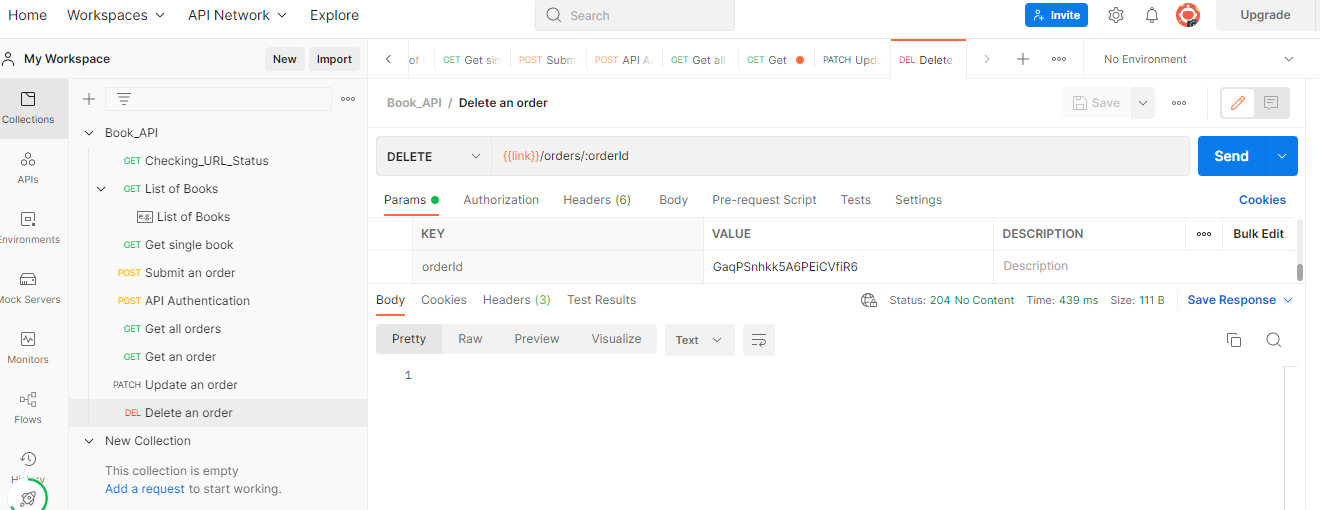 Home Workspaces API Network Explore Search Invite Upgrade
My Workspace New Import GET Get sin POST Subm POST API A GET Get all GET Get PATCH Upda DEL Delete No Environment
Collections
APIs
Environments
Mock Servers
Monitors
Flows
History
Book_API
GET Checking_URL_Status
GET List of Books
e.g. List of Books
GET Get single book
POST Submit an order
POST API Authentication
GET Get all orders
GET Get an order
PATCH Update an order
DEL Delete an order
New Collection
This collection is empty
Add a request to start working.
Book_API / Delete an order Save
DELETE {{link}}/orders/:orderId Send
Params Authorization Headers (6) Body Pre-request Script Tests Settings Cookies
KEY VALUE DESCRIPTION Bulk Edit
orderId GaqPSnhkk5A6PEiCVfiR6 Description
Body Cookies Headers (3) Test Results Status: 204 No Content Time: 439 ms Size: 111 B Save Response
Pretty Raw Preview Visualize Text
1